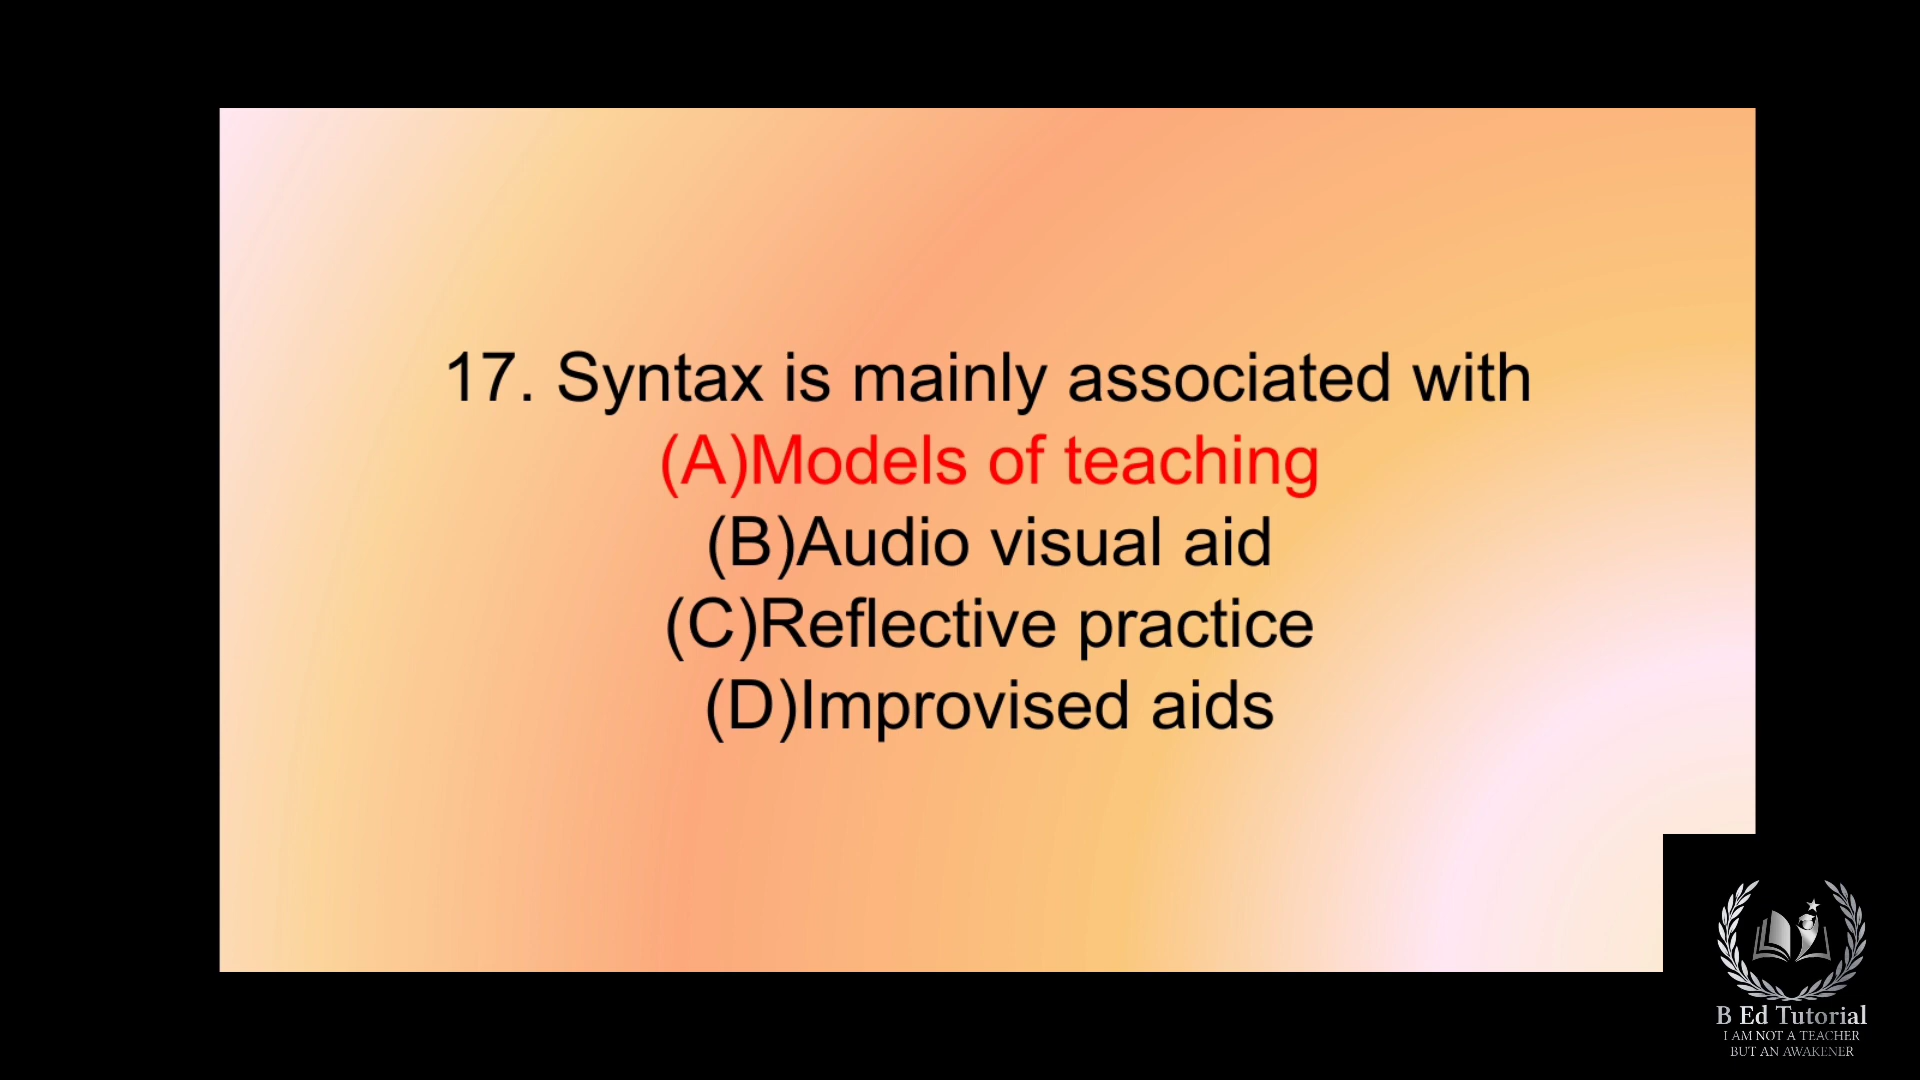 17. Syntax is mainly associated with
(A)Models of teaching
(B)Audio visual aid
(C)Reflective practice
(D)Improvised aids
B Ed Tutorial
I AM NOT A TEACHER
BUT AN AWAKENER